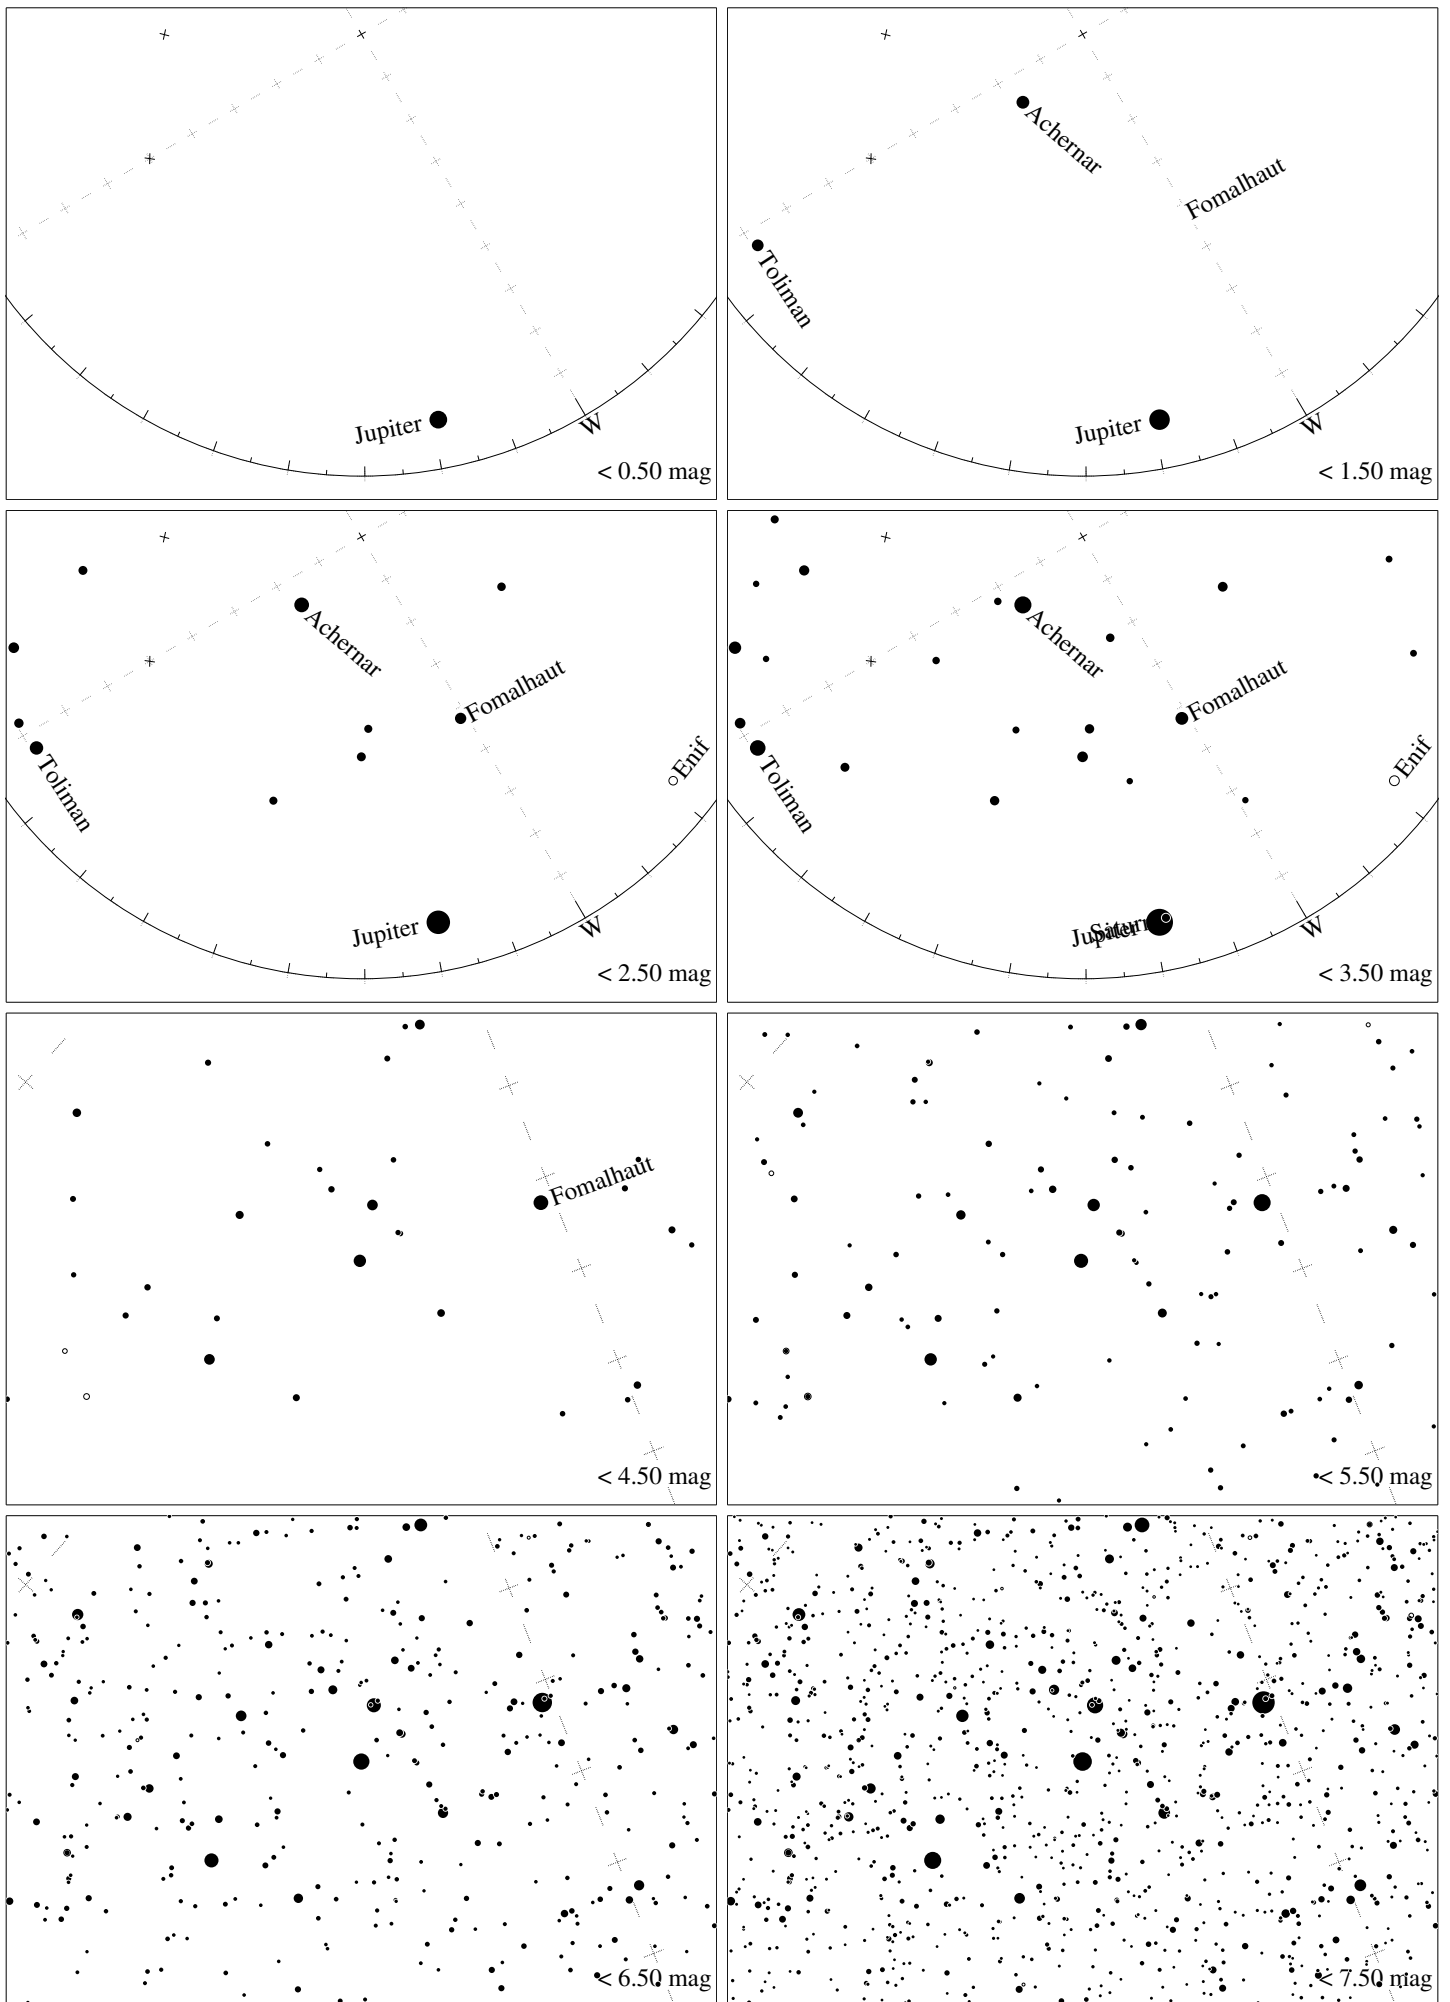 Jupiter
W
< 0.50 mag
Achernar
Fomalhaut
Toliman
Jupiter
W
< 1.50 mag
Achernar
Fomalhaut
Toliman
Enif
Jupiter
W
< 2.50 mag
Achernar
Fomalhaut
Toliman
Enif
Saturn
Jupiter
W
< 3.50 mag
Fomalhaut
< 4.50 mag
< 5.50 mag
< 6.50 mag
< 7.50 mag